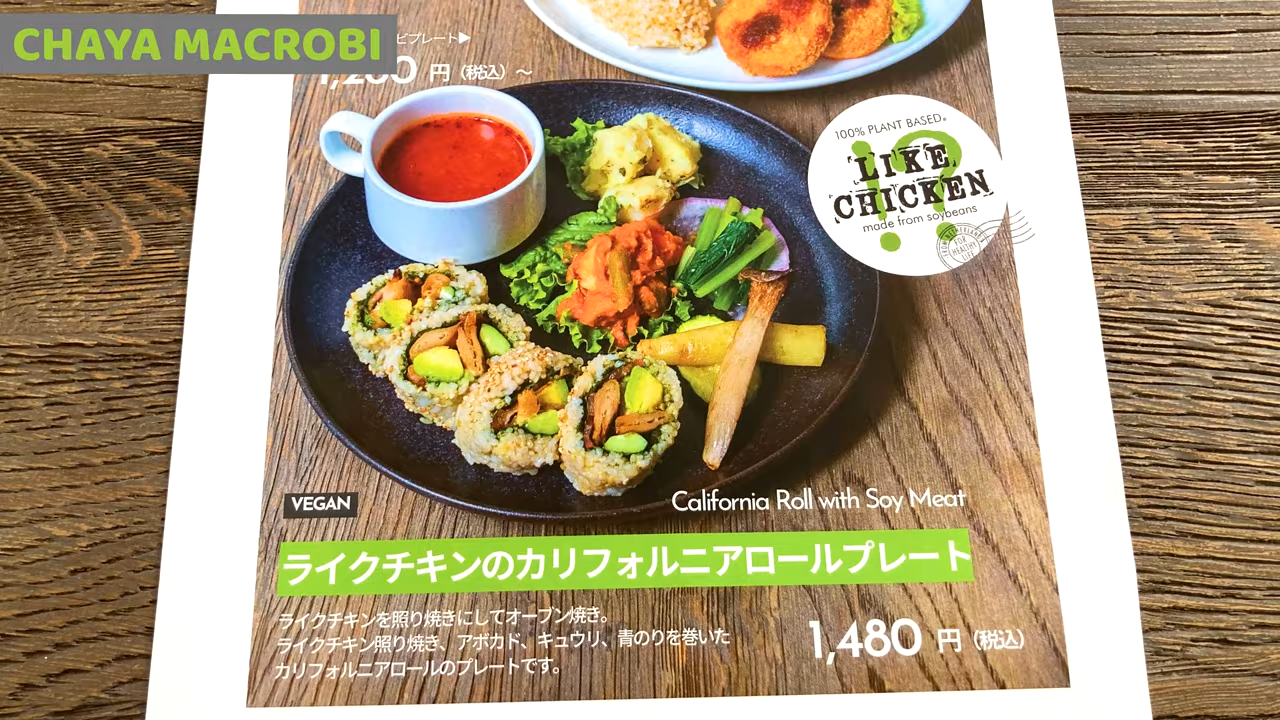 CHAYA MACROBI
ビプレート▶
円(税込)～
100% PLANT BASED.
LIKE
CHICKEN
made from soybeans
FOR
HEALTHY
LIFE
VEGAN
California Roll with Soy Meat
ライクチキンのカリフォルニアロールプレート
ライクチキンを照り焼きにしてオーブン焼き。
ライクチキン照り焼き、アボカド、キュウリ、青のりを巻いた
カリフォルニアロールのプレートです。
1,480 円(税込)